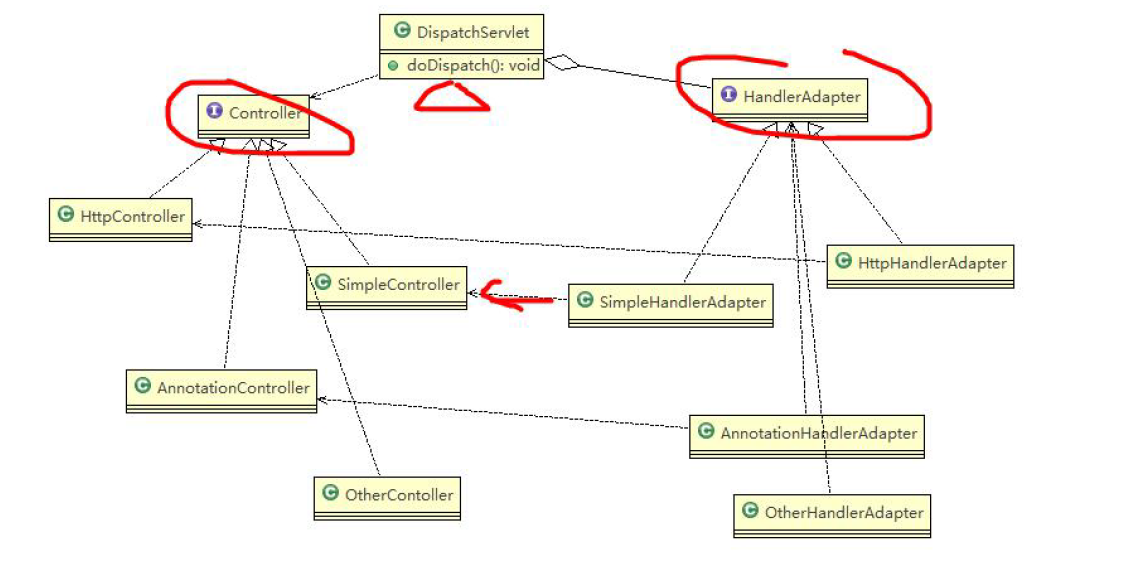 C DispatchServlet
doDispatch(): void
I Controller
I HandlerAdapter
C HttpController
C HttpHandlerAdapter
C SimpleController
C SimpleHandlerAdapter
C AnnotationController
C AnnotationHandlerAdapter
C OtherContoller
C OtherHandlerAdapter